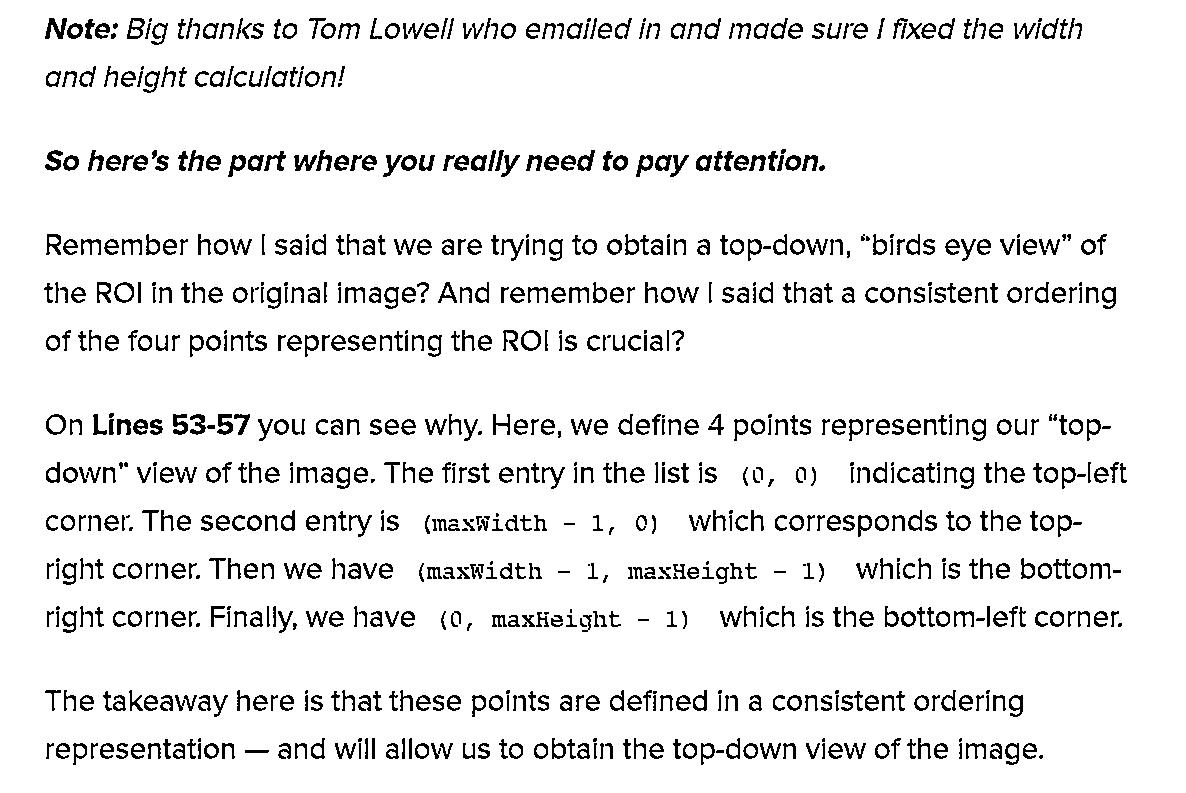 Note: Big thanks to Tom Lowell who emailed in and made sure I fixed the width
and height calculation!
So here’s the part where you really need to pay attention.
Remember how I said that we are trying to obtain a top-down, “birds eye view” of
the ROI in the original image? And remember how I said that a consistent ordering
of the four points representing the ROI is crucial?
On Lines 53-57 you can see why. Here, we define 4 points representing our “top-
down” view of the image. The first entry in the list is (0, 0) indicating the top-left
corner. The second entry is (maxWidth - 1, 0) which corresponds to the top-
right corner. Then we have (maxWidth - 1, maxHeight - 1) which is the bottom-
right corner. Finally, we have (0, maxHeight - 1) which is the bottom-left corner.
The takeaway here is that these points are defined in a consistent ordering
representation — and will allow us to obtain the top-down view of the image.